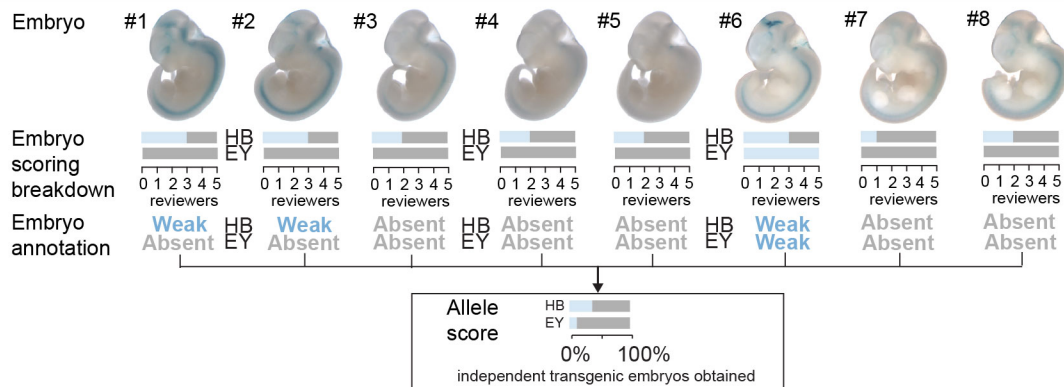 Embryo #1 #2 #3 #4 #5 #6 #7 #8
Embryo scoring breakdown
HB HB HB
EY EY EY
0 1 2 3 4 5 0 1 2 3 4 5 0 1 2 3 4 5 0 1 2 3 4 5 0 1 2 3 4 5 0 1 2 3 4 5 0 1 2 3 4 5 0 1 2 3 4 5
reviewers reviewers reviewers reviewers reviewers reviewers reviewers reviewers
Embryo annotation
Weak HB Weak Absent HB Absent Absent HB Weak Absent Absent
Absent EY Absent Absent EY Absent Absent EY Weak Absent Absent
Allele score
HB
EY
0% 100%
independent transgenic embryos obtained